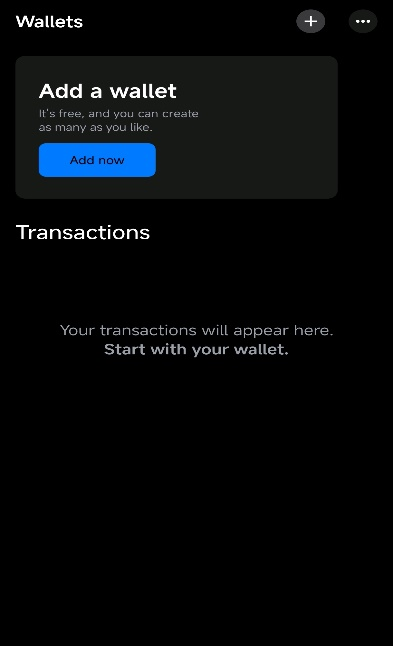 Wallets
Add a wallet
It's free, and you can create
as many as you like.
Add now
Transactions
Your transactions will appear here.
Start with your wallet.